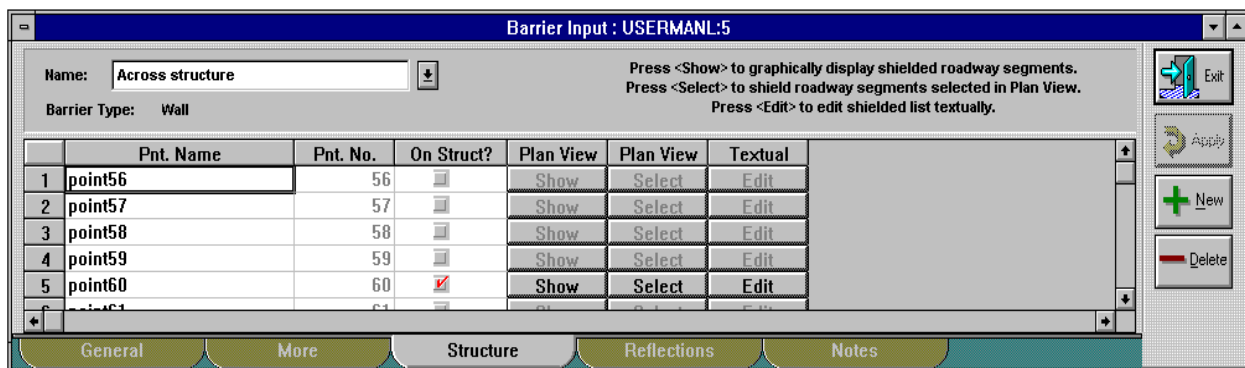 Barrier Input : USERMANL:5
Name: Across structure
Barrier Type: Wall
Press <Show> to graphically display shielded roadway segments.
Press <Select> to shield roadway segments selected in Plan View.
Press <Edit> to edit shielded list textually.
Exit
Apply
New
Delete
Pnt. Name Pnt. No. On Struct? Plan View Plan View Textual
1 point56 56 Show Select Edit
2 point57 57 Show Select Edit
3 point58 58 Show Select Edit
4 point59 59 Show Select Edit
5 point60 60 Show Select Edit
General More Structure Reflections Notes